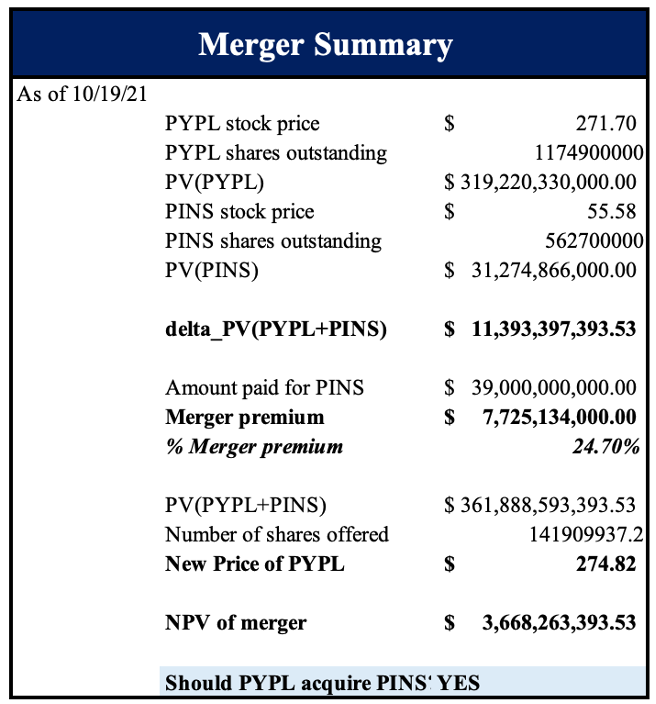 Merger Summary
As of 10/19/21
PYPL stock price $ 271.70
PYPL shares outstanding 1174900000
PV(PYPL) $ 319,220,330,000.00
PINS stock price $ 55.58
PINS shares outstanding 562700000
PV(PINS) $ 31,274,866,000.00
delta_PV(PYPL+PINS) $ 11,393,397,393.53
Amount paid for PINS $ 39,000,000,000.00
Merger premium $ 7,725,134,000.00
% Merger premium 24.70%
PV(PYPL+PINS) $ 361,888,593,393.53
Number of shares offered 141909937.2
New Price of PYPL $ 274.82
NPV of merger $ 3,668,263,393.53
Should PYPL acquire PINS YES